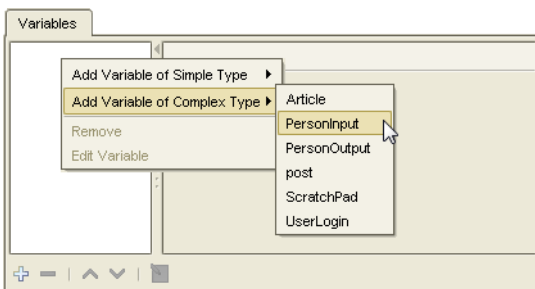 Variables
Add Variable of Simple Type
Add Variable of Complex Type
Remove
Edit Variable
Article
PersonInput
PersonOutput
post
ScratchPad
UserLogin